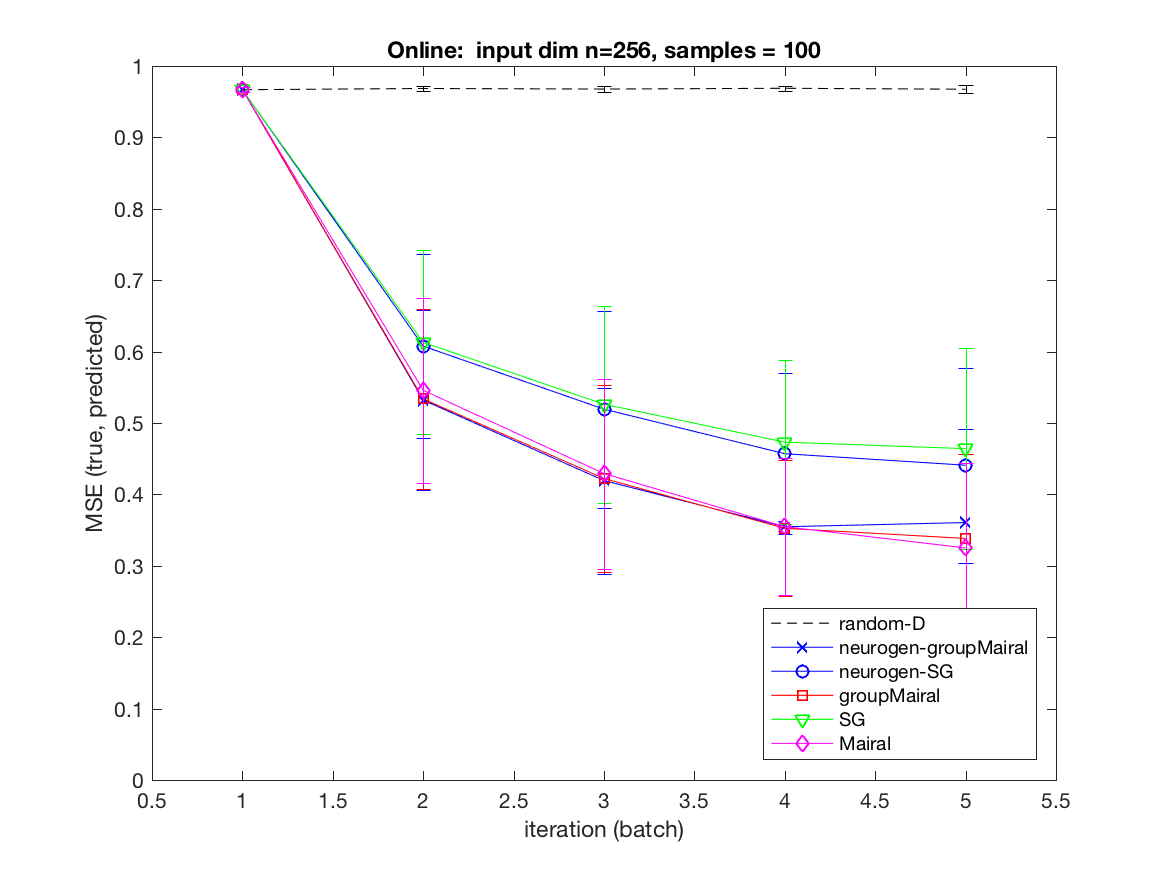 Online:  input dim n=256, samples = 100
1
0.9
0.8
0.7
0.6
0.5
0.4
0.3
0.2
0.1
0
MSE (true, predicted)
random-D
neurogen-groupMairal
neurogen-SG
groupMairal
SG
Mairal
0.5 1 1.5 2 2.5 3 3.5 4 4.5 5 5.5
iteration (batch)